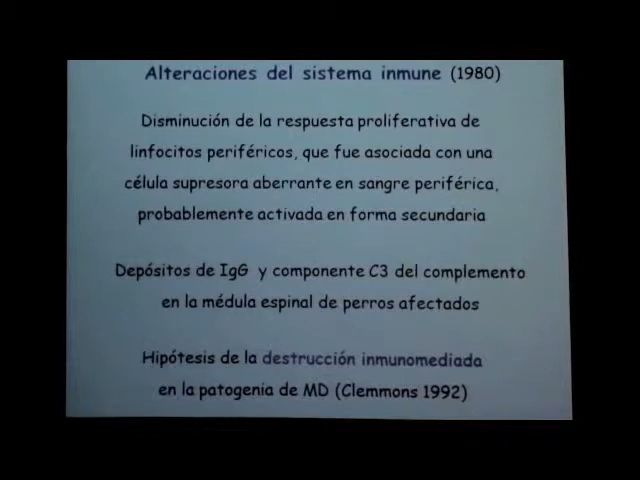 Alteraciones del sistema inmune (1980)
Disminución de la respuesta proliferativa de
linfocitos periféricos, que fue asociada con una
célula supresora aberrante en sangre periférica,
probablemente activada en forma secundaria
Depósitos de IgG y componente C3 del complemento
en la médula espinal de perros afectados
Hipótesis de la destrucción inmunomediada
en la patogenia de MD (Clemmons 1992)